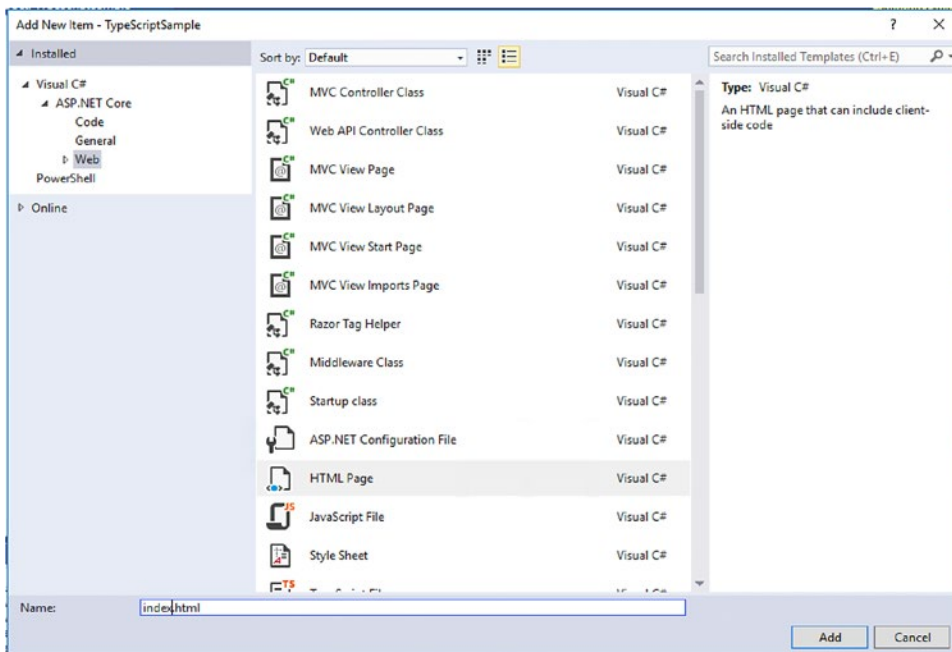 Add New Item - TypeScriptSample
? ×
Installed
Sort by: Default
Search Installed Templates (Ctrl+E)
Visual C#
ASP.NET Core
Code
General
Web
PowerShell
Online
C# MVC Controller Class Visual C#
C# Web API Controller Class Visual C#
C# @ MVC View Page Visual C#
C# @ MVC View Layout Page Visual C#
C# @ MVC View Start Page Visual C#
C# @ MVC View Imports Page Visual C#
C# Razor Tag Helper Visual C#
C# Middleware Class Visual C#
C# Startup class Visual C#
ASP.NET Configuration File Visual C#
HTML Page Visual C#
JS JavaScript File Visual C#
A Style Sheet Visual C#
TS
Type: Visual C#
An HTML page that can include client-
side code
Name: index.html
Add Cancel